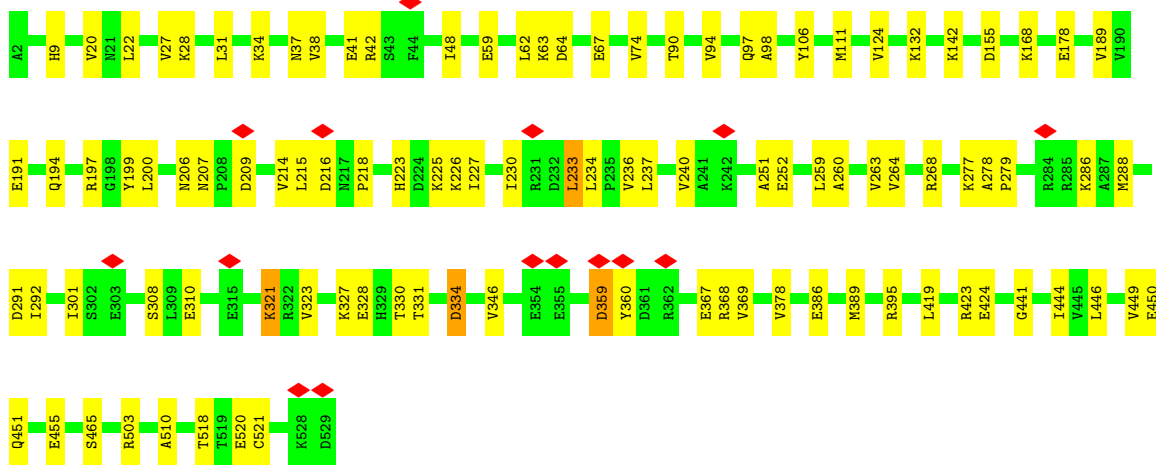 A2 H9 V20 N21 L22 V27 K28 L31 K34 N37 V38 E41 R42 S43 F44 I48 E59 L62 K63 D64 E67 V74 T90 V94 Q97 A98 Y106 M111 V124 K132 K142 D155 K168 E178 V189 V190
E191 Q194 R197 G198 Y199 L200 N206 N207 P208 D209 V214 L215 D216 N217 P218 H223 D224 K225 K226 I227 I230 R231 D232 L233 L234 P235 V236 L237 V240 A241 K242 A251 E252 L259 A260 V263 V264 R268 K277 A278 P279 R284 R285 K286 A287 M288
D291 I292 I301 S302 E303 S308 L309 E310 E315 K321 R322 V323 K327 E328 H329 T330 T331 D334 V346 E354 E355 D359 Y360 D361 R362 E367 R368 V369 V378 E386 M389 R395 L419 R423 E424 G441 I444 V445 L446 V449 E450
Q451 E455 S465 R503 A510 T518 T519 E520 C521 K528 D529